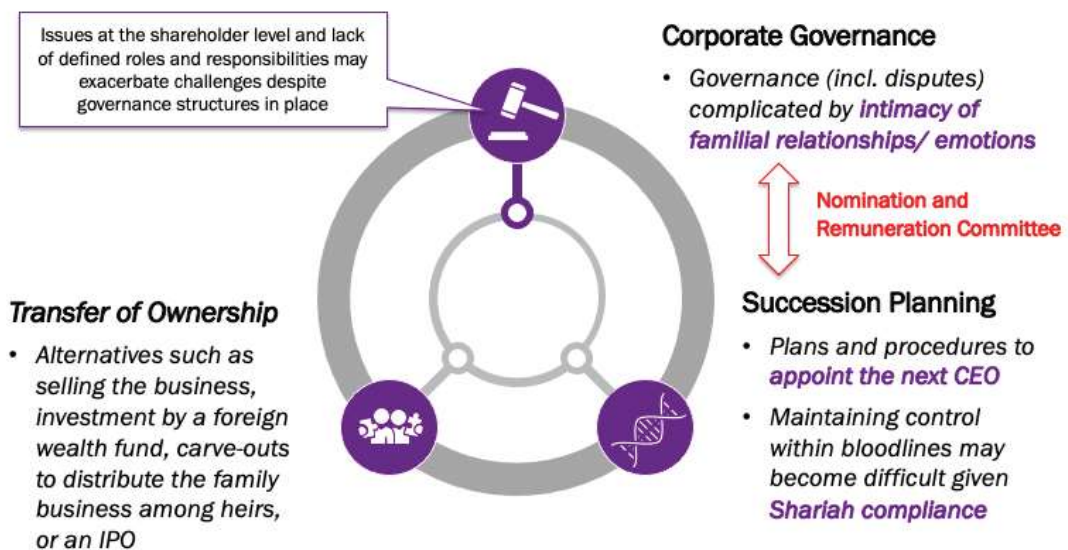 Issues at the shareholder level and lack
of defined roles and responsibilities may
exacerbate challenges despite
governance structures in place
Corporate Governance
• Governance (incl. disputes)
complicated by intimacy of
familial relationships/ emotions
Nomination and
Remuneration Committee
Transfer of Ownership
• Alternatives such as
selling the business,
investment by a foreign
wealth fund, carve-outs
to distribute the family
business among heirs,
or an IPO
Succession Planning
• Plans and procedures to
appoint the next CEO
• Maintaining control
within bloodlines may
become difficult given
Shariah compliance